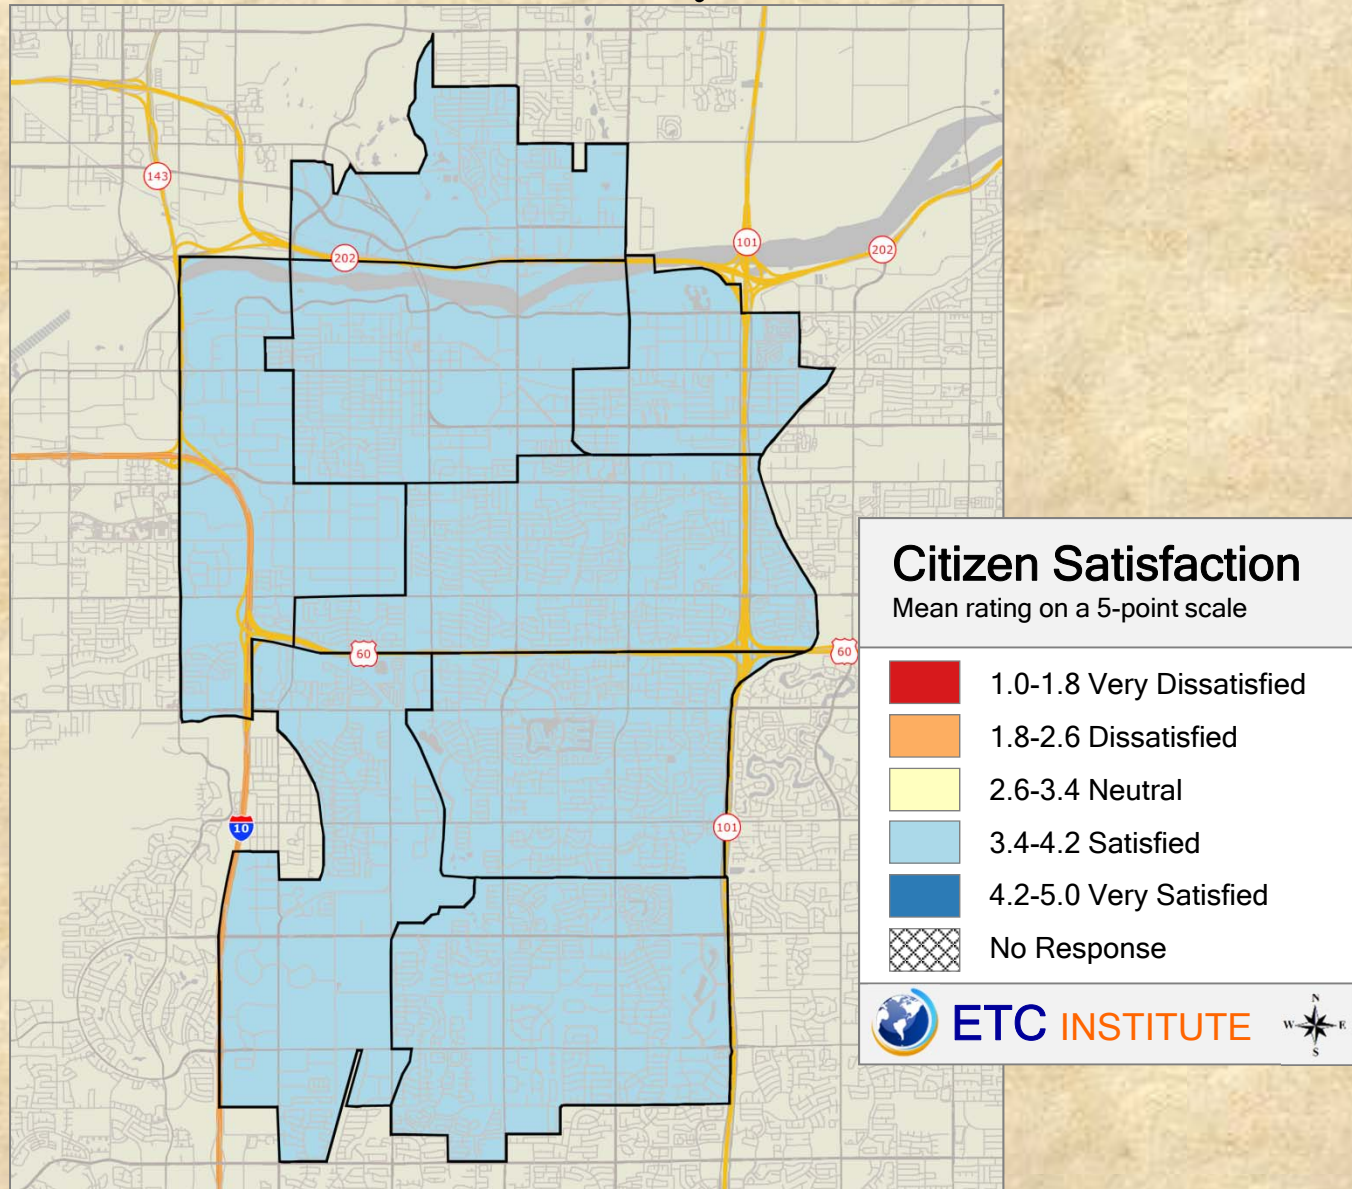 143
202
101
202
60
60
10
101
Citizen Satisfaction
Mean rating on a 5-point scale
1.0-1.8 Very Dissatisfied
1.8-2.6 Dissatisfied
2.6-3.4 Neutral
3.4-4.2 Satisfied
4.2-5.0 Very Satisfied
No Response
ETC INSTITUTE
N
W E
S